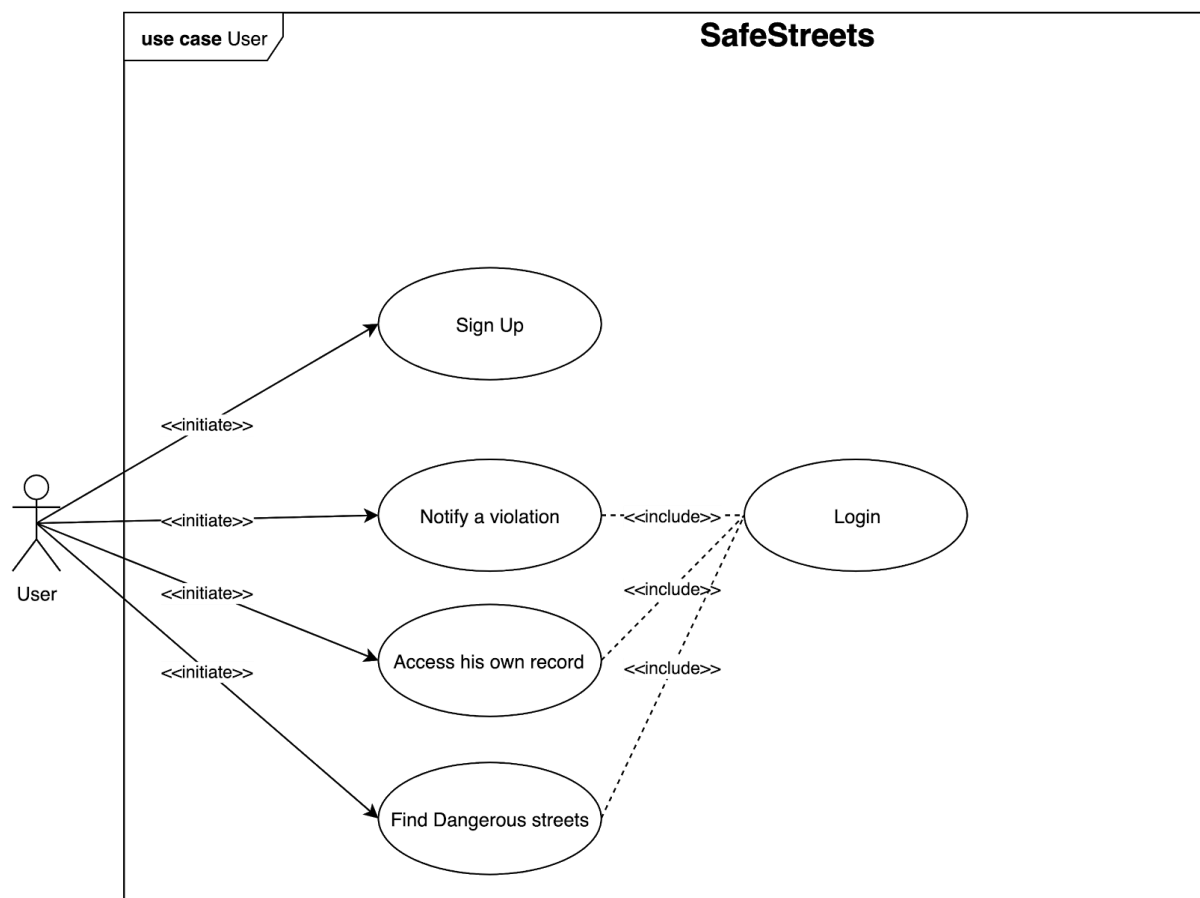 use case User
SafeStreets
Sign Up
<<initiate>>
<<initiate>>
Notify a violation
<<include>>
Login
User
<<initiate>>
<<include>>
Access his own record
<<initiate>>
<<include>>
Find Dangerous streets